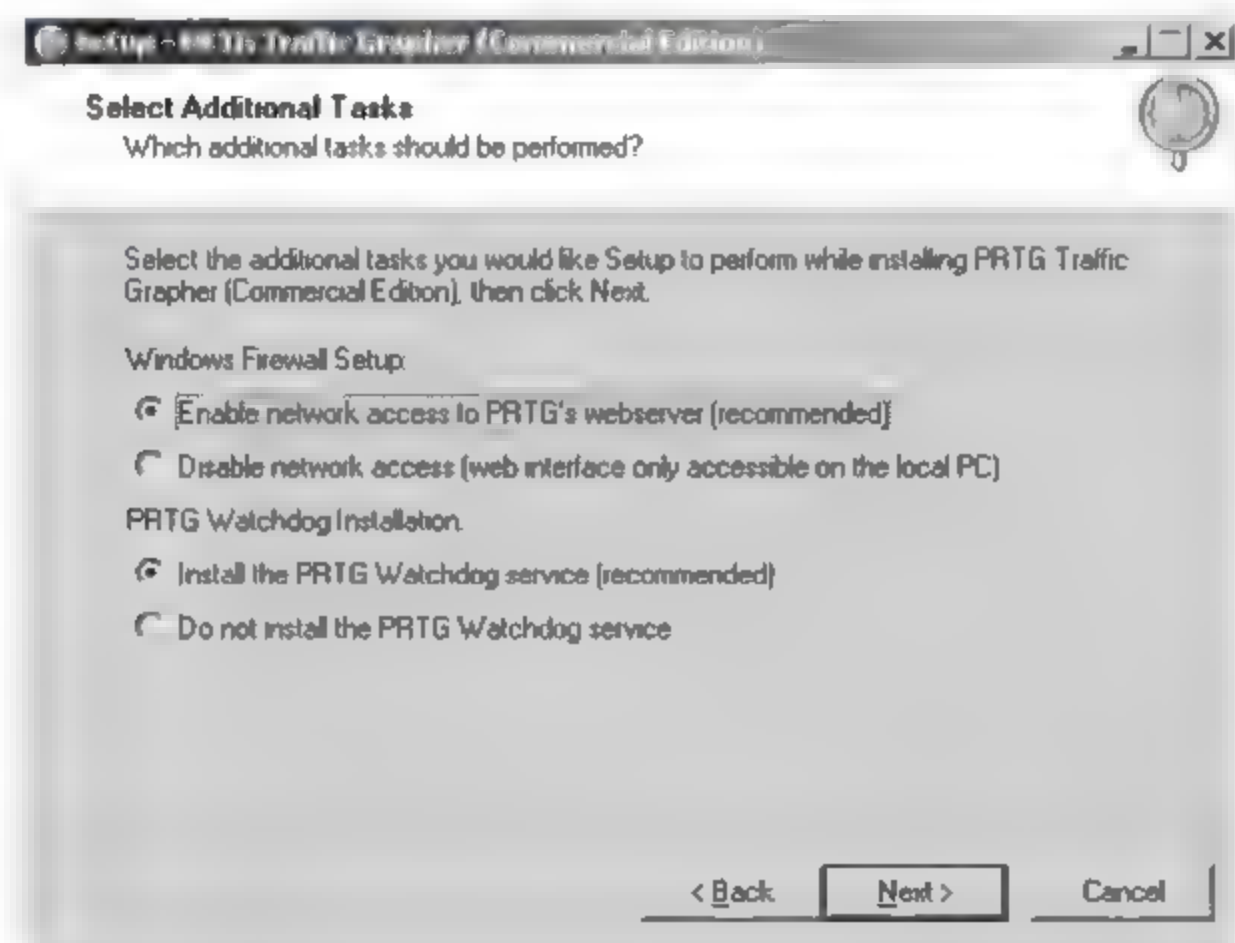 Setup - PRTG Traffic Grapher (Commercial Edition)
Select Additional Tasks
Which additional tasks should be performed?
Select the additional tasks you would like Setup to perform while installing PRTG Traffic
Grapher (Commercial Edition), then click Next.
Windows Firewall Setup:
Enable network access to PRTG's webserver (recommended)
Disable network access (web interface only accessible on the local PC)
PRTG Watchdog Installation:
Install the PRTG Watchdog service (recommended)
Do not install the PRTG Watchdog service
< Back Next > Cancel